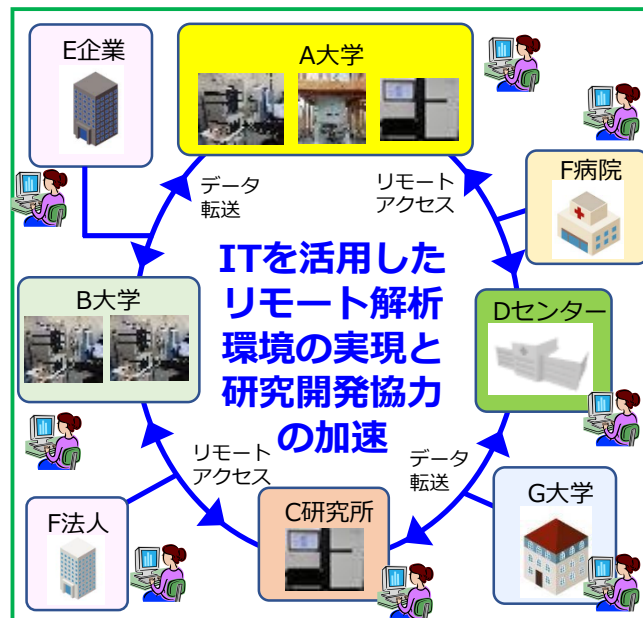 E企業
A大学
F病院
データ
転送
リモート
アクセス
ITを活用した
リモート解析
環境の実現と
研究開発協力
の加速
B大学
Dセンター
リモート
アクセス
データ
転送
F法人
C研究所
G大学